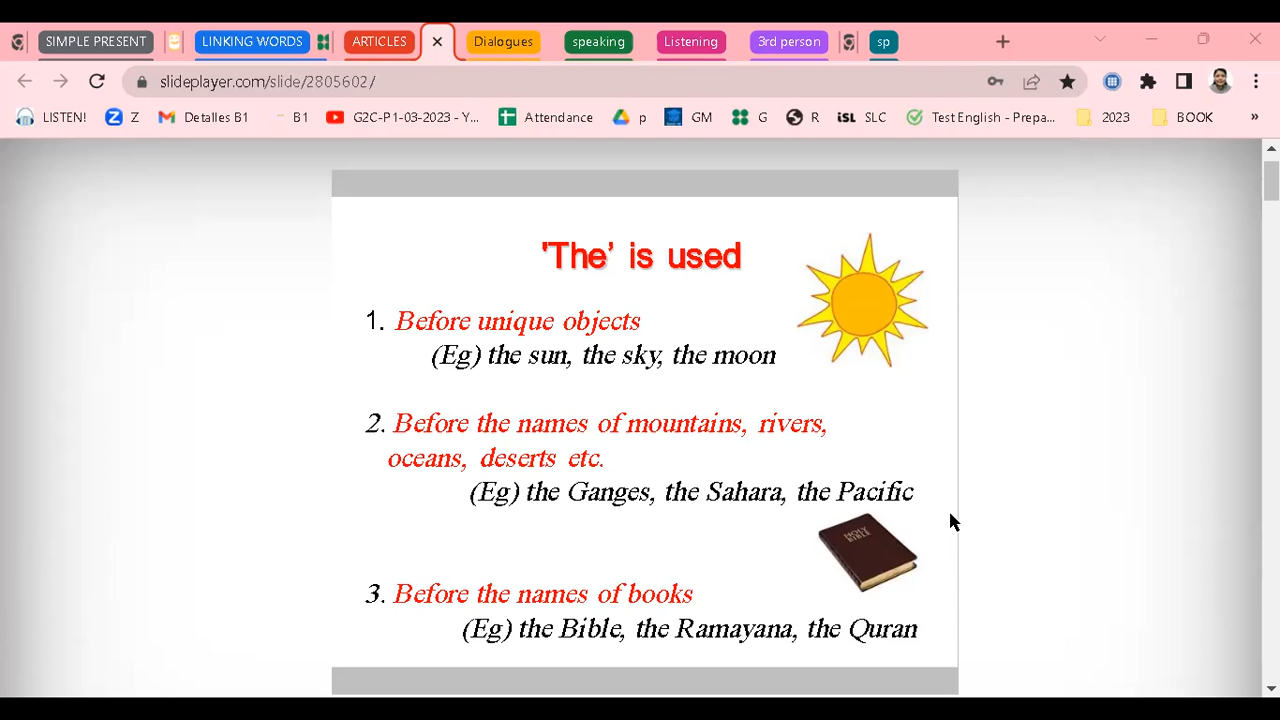 SIMPLE PRESENT LINKING WORDS ARTICLES Dialogues speaking Listening 3rd person sp
slideplayer.com/slide/2805602/
LISTEN! Z Detalles B1 B1 G2C-P1-03-2023 - Y... Attendance p GM G R iSL SLC Test English - Prepa... 2023 BOOK »
'The' is used
1. Before unique objects
(Eg) the sun, the sky, the moon
2. Before the names of mountains, rivers,
oceans, deserts etc.
(Eg) the Ganges, the Sahara, the Pacific
HOLY
BIBLE
3. Before the names of books
(Eg) the Bible, the Ramayana, the Quran